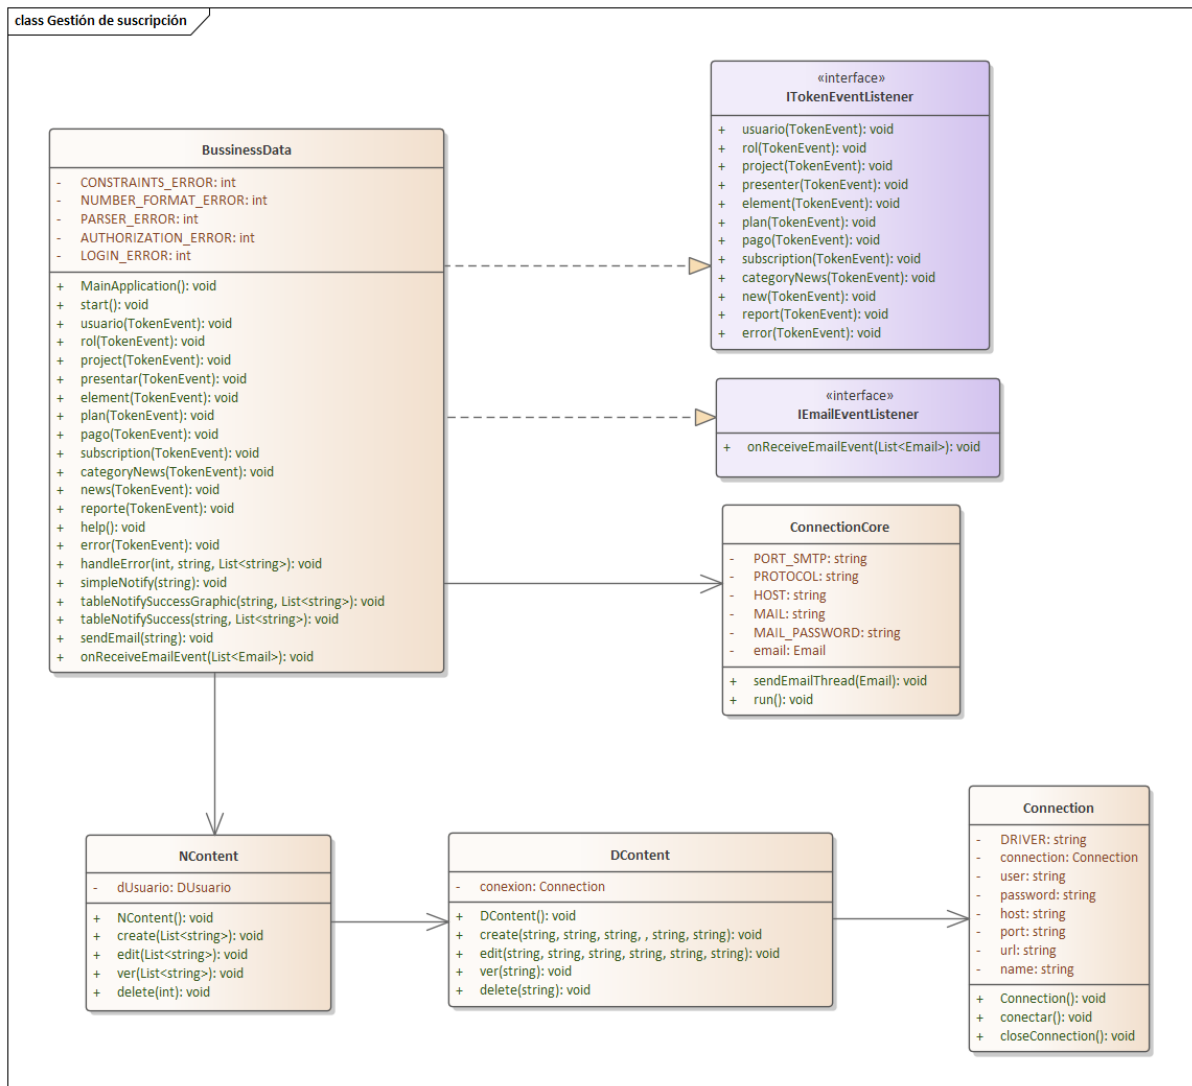 class Gestión de suscripción
BussinessData
- CONSTRAINTS_ERROR: int
- NUMBER_FORMAT_ERROR: int
- PARSER_ERROR: int
- AUTHORIZATION_ERROR: int
- LOGIN_ERROR: int
+ MainApplication(): void
+ start(): void
+ usuario(TokenEvent): void
+ rol(TokenEvent): void
+ project(TokenEvent): void
+ presentar(TokenEvent): void
+ element(TokenEvent): void
+ plan(TokenEvent): void
+ pago(TokenEvent): void
+ subscription(TokenEvent): void
+ categoryNews(TokenEvent): void
+ news(TokenEvent): void
+ reporte(TokenEvent): void
+ help(): void
+ error(TokenEvent): void
+ handleError(int, string, List<string>): void
+ simpleNotify(string): void
+ tableNotifySuccessGraphic(string, List<string>): void
+ tableNotifySuccess(string, List<string>): void
+ sendEmail(string): void
+ onReceiveEmailEvent(List<Email>): void
«interface»
ITokenEventListener
+ usuario(TokenEvent): void
+ rol(TokenEvent): void
+ project(TokenEvent): void
+ presenter(TokenEvent): void
+ element(TokenEvent): void
+ plan(TokenEvent): void
+ pago(TokenEvent): void
+ subscription(TokenEvent): void
+ categoryNews(TokenEvent): void
+ new(TokenEvent): void
+ report(TokenEvent): void
+ error(TokenEvent): void
«interface»
IEmailEventListener
+ onReceiveEmailEvent(List<Email>): void
ConnectionCore
- PORT_SMTP: string
- PROTOCOL: string
- HOST: string
- MAIL: string
- MAIL_PASSWORD: string
- email: Email
+ sendEmailThread(Email): void
+ run(): void
NContent
- dUsuario: DUsuario
+ NContent(): void
+ create(List<string>): void
+ edit(List<string>): void
+ ver(List<string>): void
+ delete(int): void
DContent
- conexion: Connection
+ DContent(): void
+ create(string, string, string, , string, string): void
+ edit(string, string, string, string, string, string): void
+ ver(string): void
+ delete(string): void
Connection
- DRIVER: string
- connection: Connection
- user: string
- password: string
- host: string
- port: string
- url: string
- name: string
+ Connection(): void
+ conectar(): void
+ closeConnection(): void